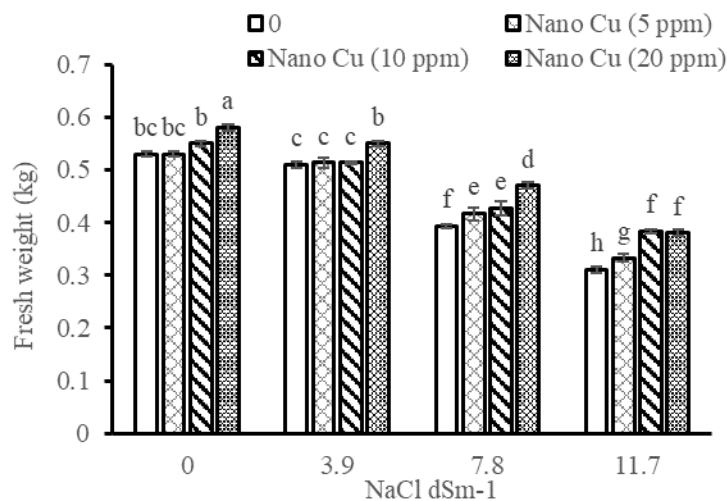 0
Nano Cu (5 ppm)
Nano Cu (10 ppm)
Nano Cu (20 ppm)
0.7
0.6
0.5
0.4
0.3
0.2
0.1
0
Fresh weight (kg)
bc bc b a
c c c b
f e e d
h g f f
0 3.9 7.8 11.7
NaCl dSm-1